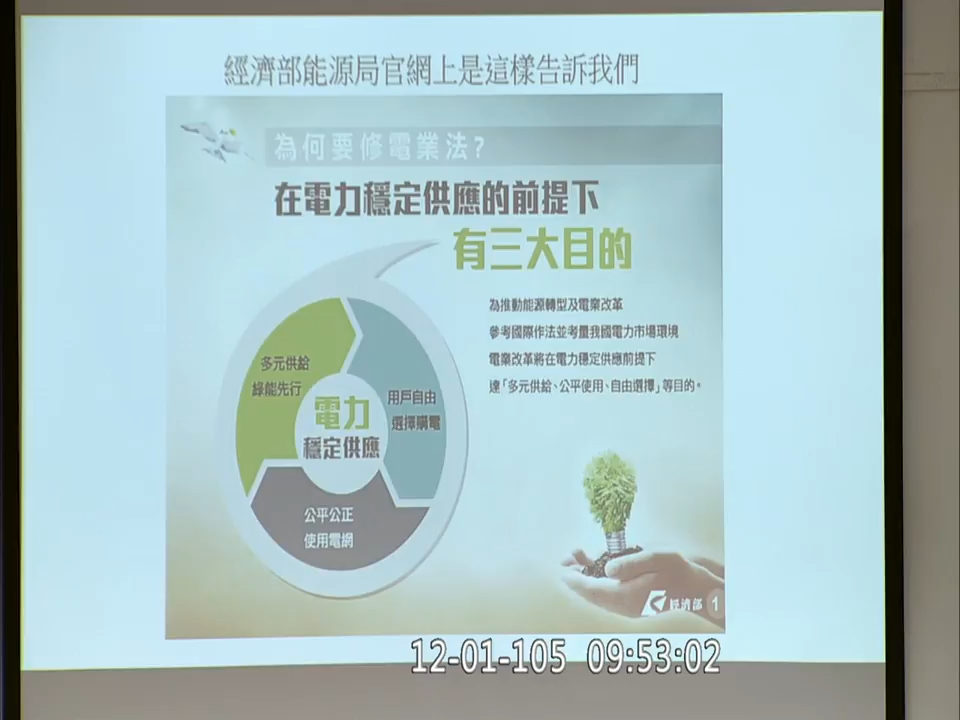 經濟部能源局官網上是這樣告訴我們
為何要修電業法?
在電力穩定供應的前提下
有三大目的
為推動能源轉型及電業改革
參考國際作法並考量我國電力市場環境
電業改革將在電力穩定供應前提下
達「多元供給、公平使用、自由選擇」等目的。
多元供給
綠能先行
用戶自由
選擇購電
電力
穩定供應
公平公正
使用電網
經濟部 1
12-01-105 09:53:02